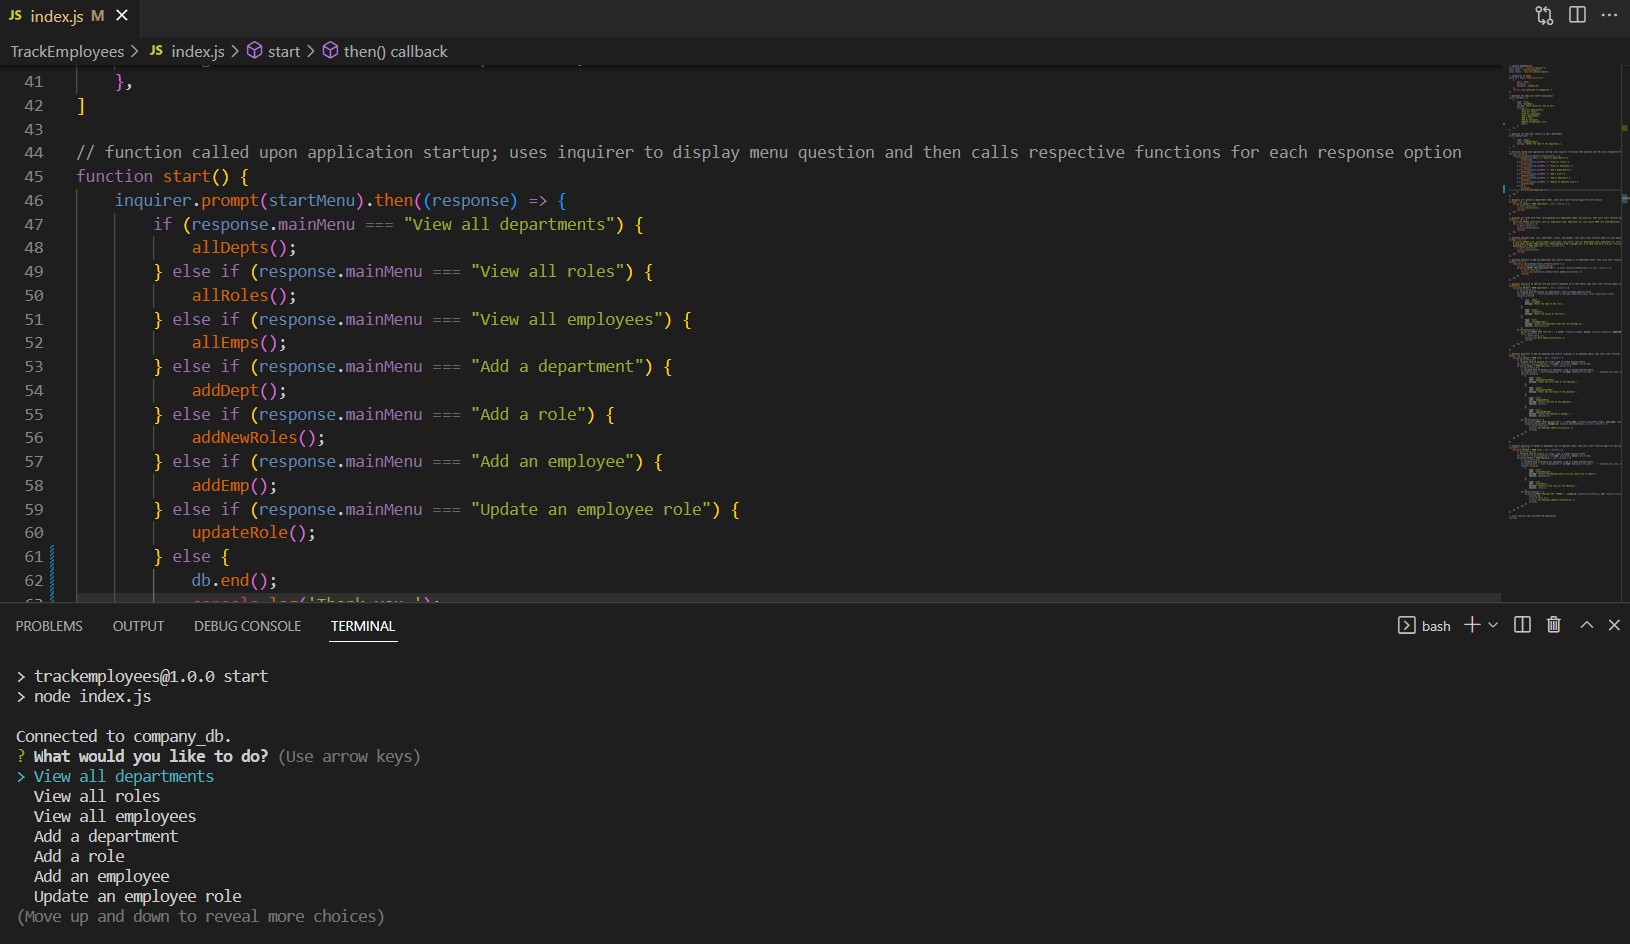 JS index.js M
TrackEmployees > JS index.js > start > then() callback
41 },
42 ]
43
44 // function called upon application startup; uses inquirer to display menu question and then calls respective functions for each response option
45 function start() {
46 inquirer.prompt(startMenu).then((response) => {
47 if (response.mainMenu === "View all departments") {
48 allDepts();
49 } else if (response.mainMenu === "View all roles") {
50 allRoles();
51 } else if (response.mainMenu === "View all employees") {
52 allEmps();
53 } else if (response.mainMenu === "Add a department") {
54 addDept();
55 } else if (response.mainMenu === "Add a role") {
56 addNewRoles();
57 } else if (response.mainMenu === "Add an employee") {
58 addEmp();
59 } else if (response.mainMenu === "Update an employee role") {
60 updateRole();
61 } else {
62 db.end();
63 console.log('Thank you.');
PROBLEMS OUTPUT DEBUG CONSOLE TERMINAL bash
> trackemployees@1.0.0 start
> node index.js
Connected to company_db.
? What would you like to do? (Use arrow keys)
> View all departments
View all roles
View all employees
Add a department
Add a role
Add an employee
Update an employee role
(Move up and down to reveal more choices)